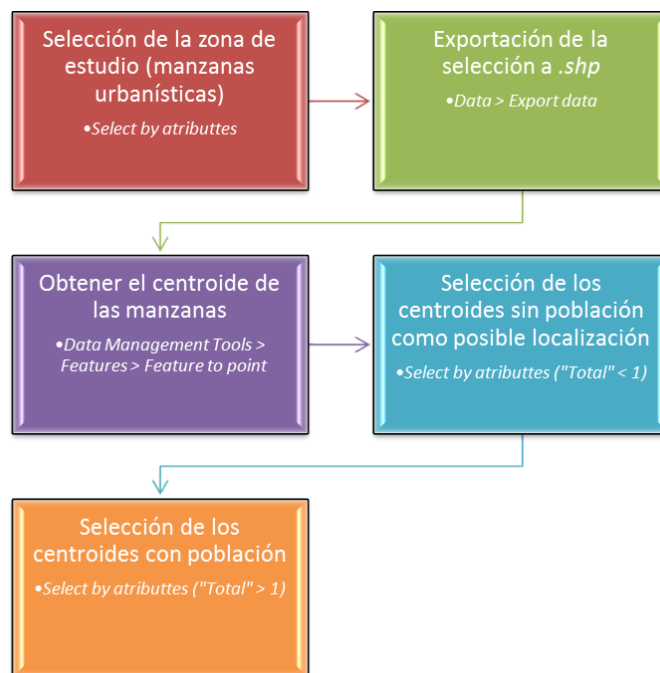 Selección de la zona de
estudio (manzanas
urbanísticas)
•Select by atributtes
Exportación de la
selección a .shp
•Data > Export data
Obtener el centroide de
las manzanas
•Data Management Tools >
Features > Feature to point
Selección de los
centroides sin población
como posible localización
•Select by atributtes ("Total" < 1)
Selección de los
centroides con población
•Select by atributtes ("Total" > 1)